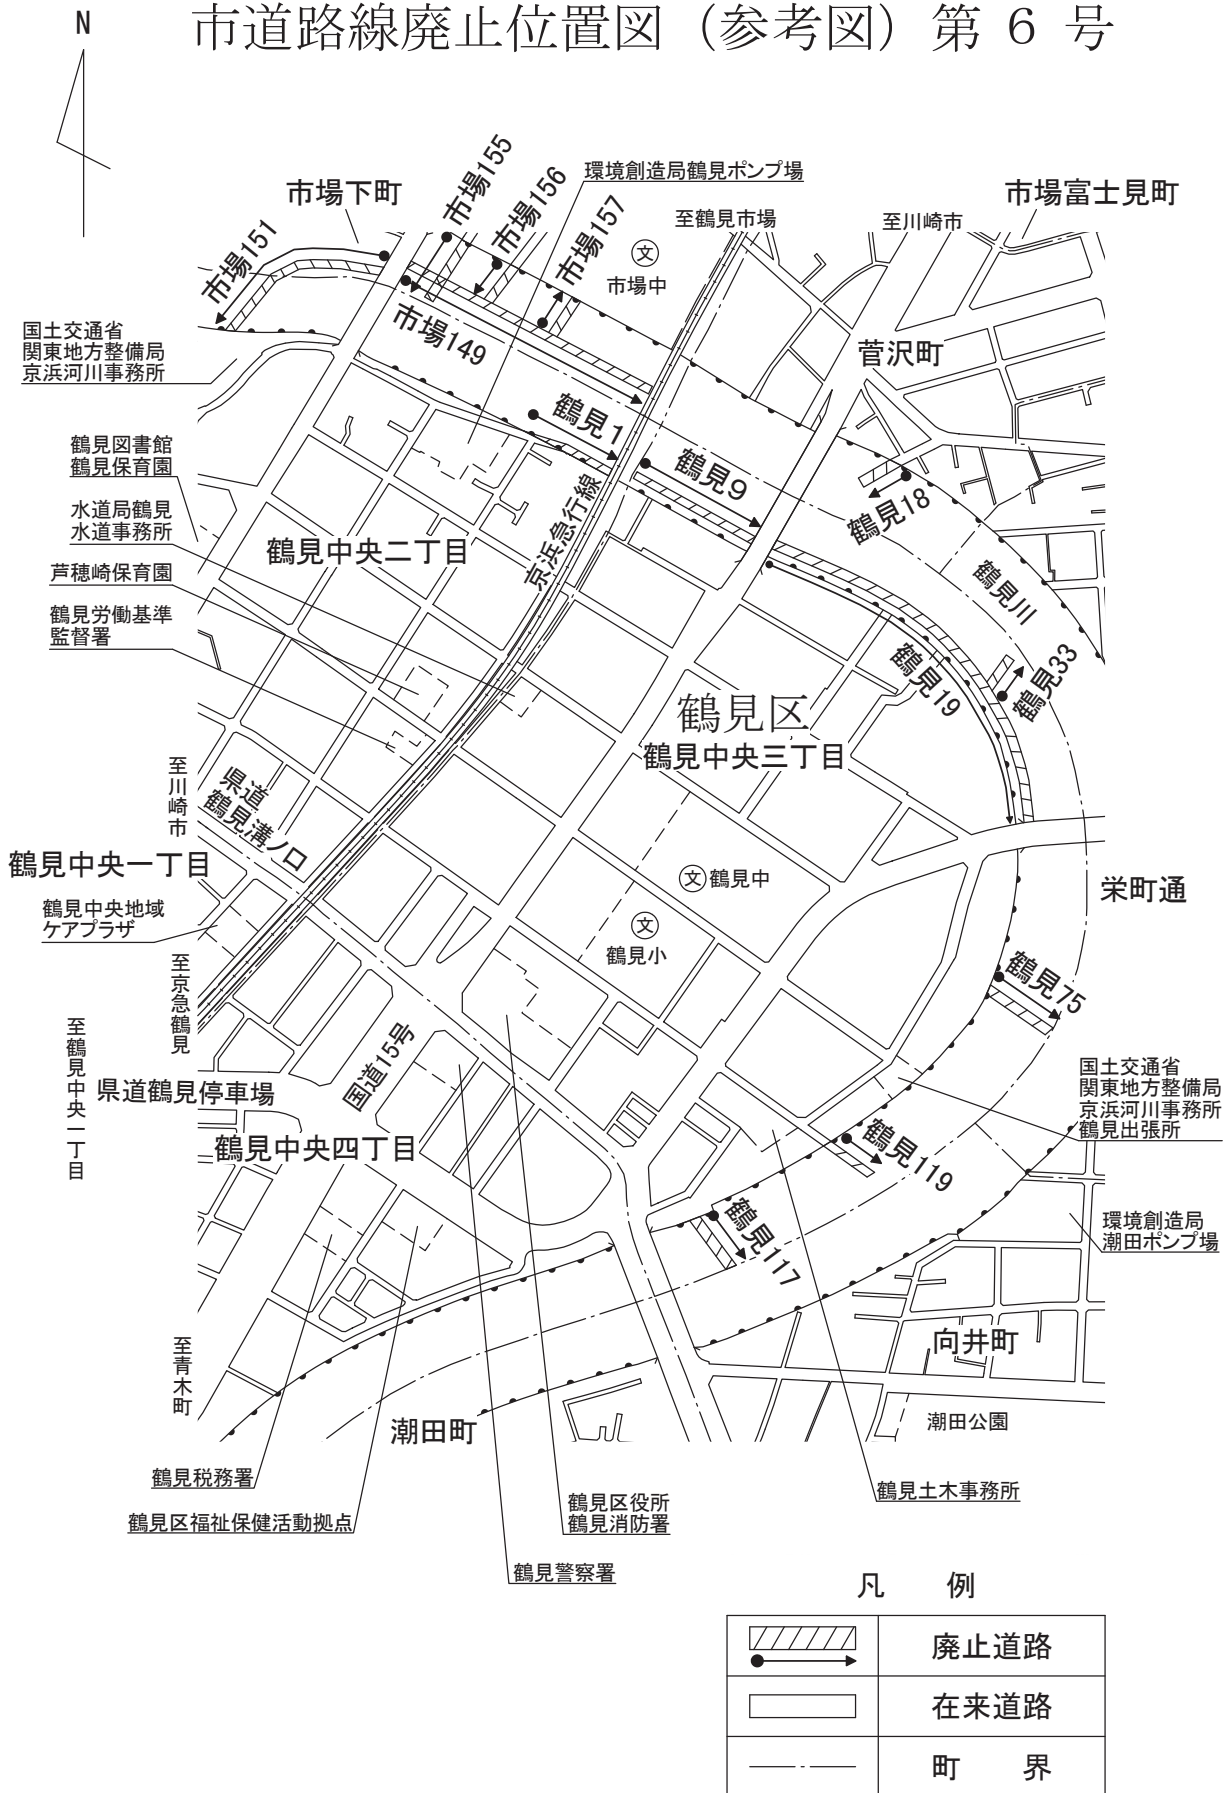 市道路線廃止位置図（参考図）第６号
N
市場下町
市場155
市場156
市場157
環境創造局鶴見ポンプ場
至鶴見市場
至川崎市
市場富士見町
市場151
文
市場中
市場149
国土交通省
関東地方整備局
京浜河川事務所
菅沢町
鶴見1
鶴見図書館
鶴見保育園
鶴見9
鶴見18
水道局鶴見
水道事務所
京浜急行線
鶴見中央二丁目
芦穂崎保育園
鶴見川
鶴見労働基準
監督署
鶴見19
鶴見33
鶴見区
鶴見中央三丁目
至川崎市
県道
鶴見溝ノ口
鶴見中央一丁目
文 鶴見中
栄町通
鶴見中央地域
ケアプラザ
文
鶴見小
至京急鶴見
鶴見75
至鶴見中央一丁目
国道15号
県道鶴見停車場
国土交通省
関東地方整備局
京浜河川事務所
鶴見出張所
鶴見中央四丁目
鶴見119
鶴見117
環境創造局
潮田ポンプ場
向井町
至青木町
潮田町
潮田公園
鶴見税務署
鶴見土木事務所
鶴見区役所
鶴見消防署
鶴見区福祉保健活動拠点
鶴見警察署
凡 例
廃止道路
在来道路
町 界